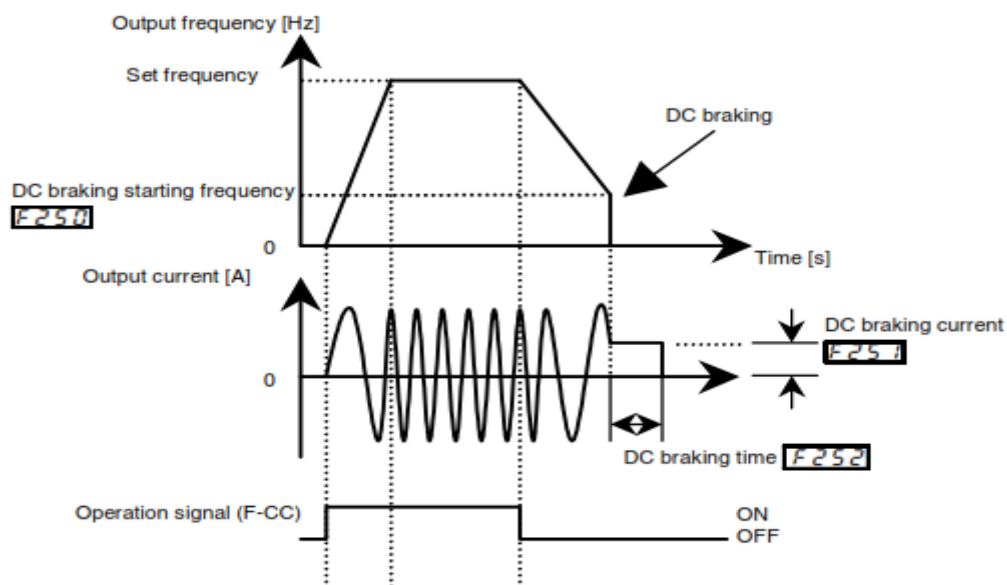 Output frequency [Hz]
Set frequency
DC braking
DC braking starting frequency
F250
0
Time [s]
Output current [A]
DC braking current
F251
0
DC braking time F252
Operation signal (F-CC)
ON
OFF